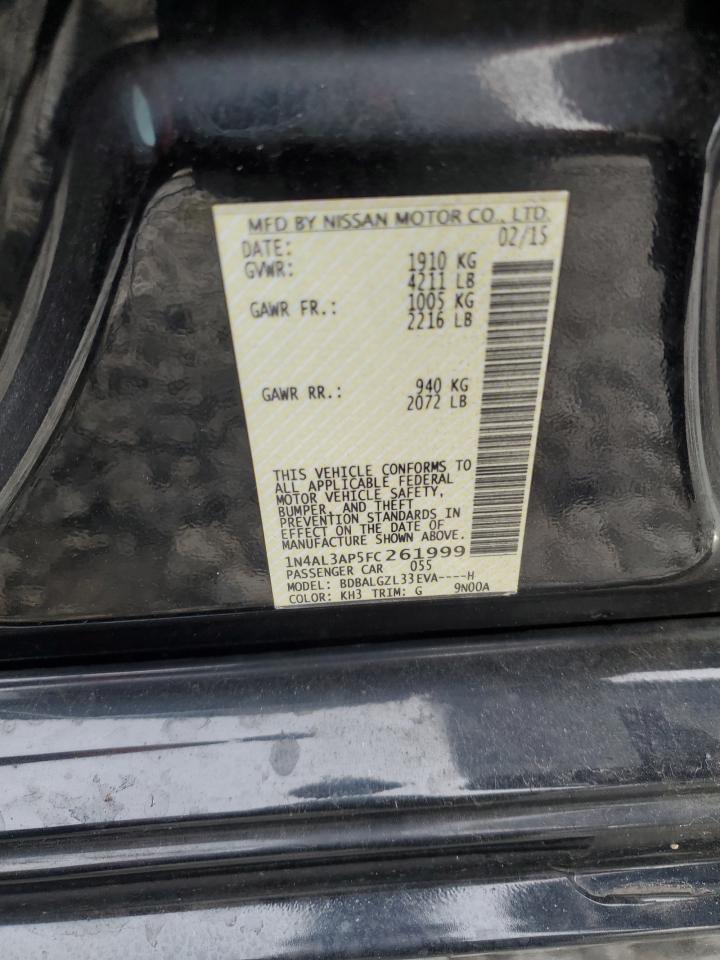 MFD BY NISSAN MOTOR CO., LTD.
DATE: 02/15
GVWR: 1910 KG
4211 LB
GAWR FR.: 1005 KG
2216 LB
GAWR RR.: 940 KG
2072 LB
THIS VEHICLE CONFORMS TO
ALL APPLICABLE FEDERAL
MOTOR VEHICLE SAFETY,
BUMPER, AND THEFT
PREVENTION STANDARDS IN
EFFECT ON THE DATE OF
MANUFACTURE SHOWN ABOVE.
1N4AL3AP5FC261999
PASSENGER CAR 055
MODEL: BDBALGZL33EVA----H
COLOR: KH3 TRIM: G 9N00A